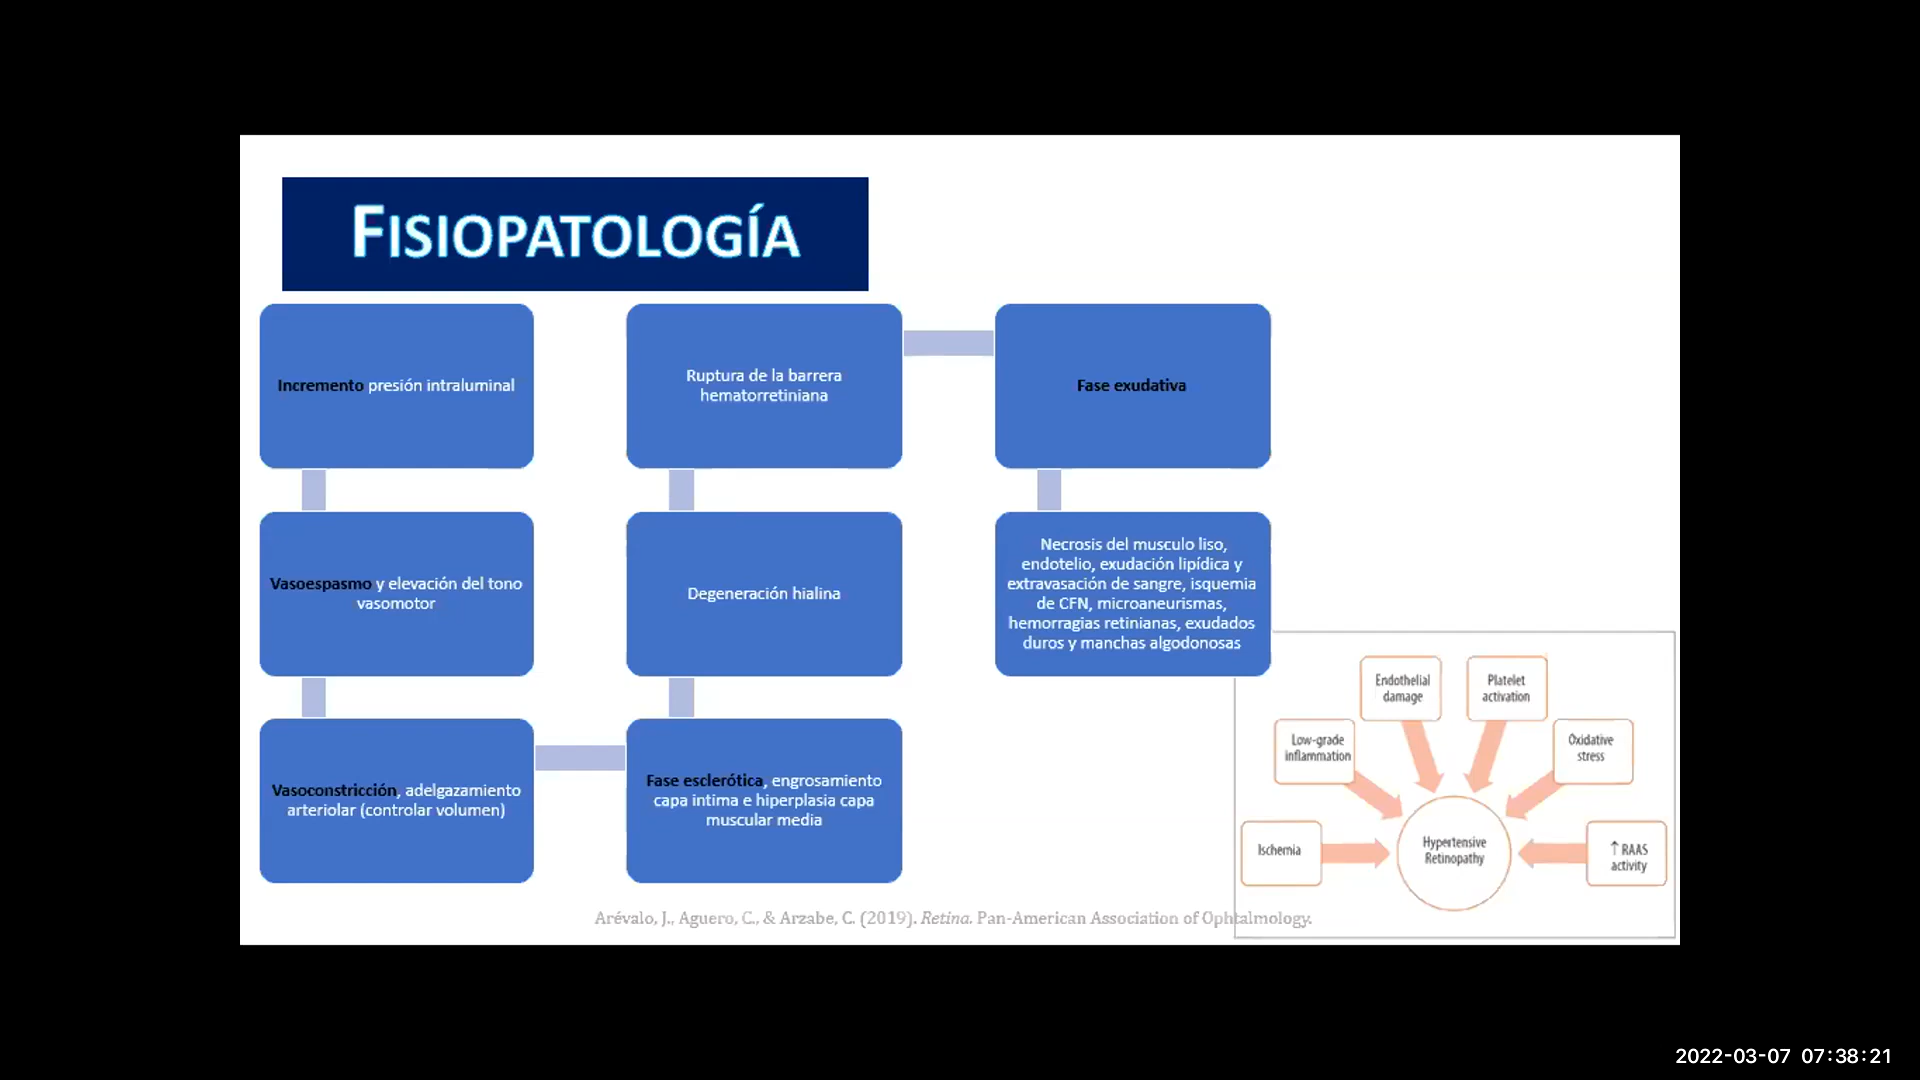 FISIOPATOLOGÍA
Incremento presión intraluminal
Vasoespasmo y elevación del tono
vasomotor
Vasoconstricción, adelgazamiento
arteriolar (controlar volumen)
Fase esclerótica, engrosamiento
capa intima e hiperplasia capa
muscular media
Degeneración hialina
Ruptura de la barrera
hematorretiniana
Fase exudativa
Necrosis del musculo liso,
endotelio, exudación lipídica y
extravasación de sangre, isquemia
de CFN, microaneurismas,
hemorragias retinianas, exudados
duros y manchas algodonosas
Ischemia
Low-grade
inflammation
Endothelial
damage
Platelet
activation
Oxidative
stress
↑ RAAS
activity
Hypertensive
Retinopathy
Arévalo, J., Aguero, C., & Arzabe, C. (2019). Retina. Pan-American Association of Ophtalmology.
2022-03-07 07:38:21